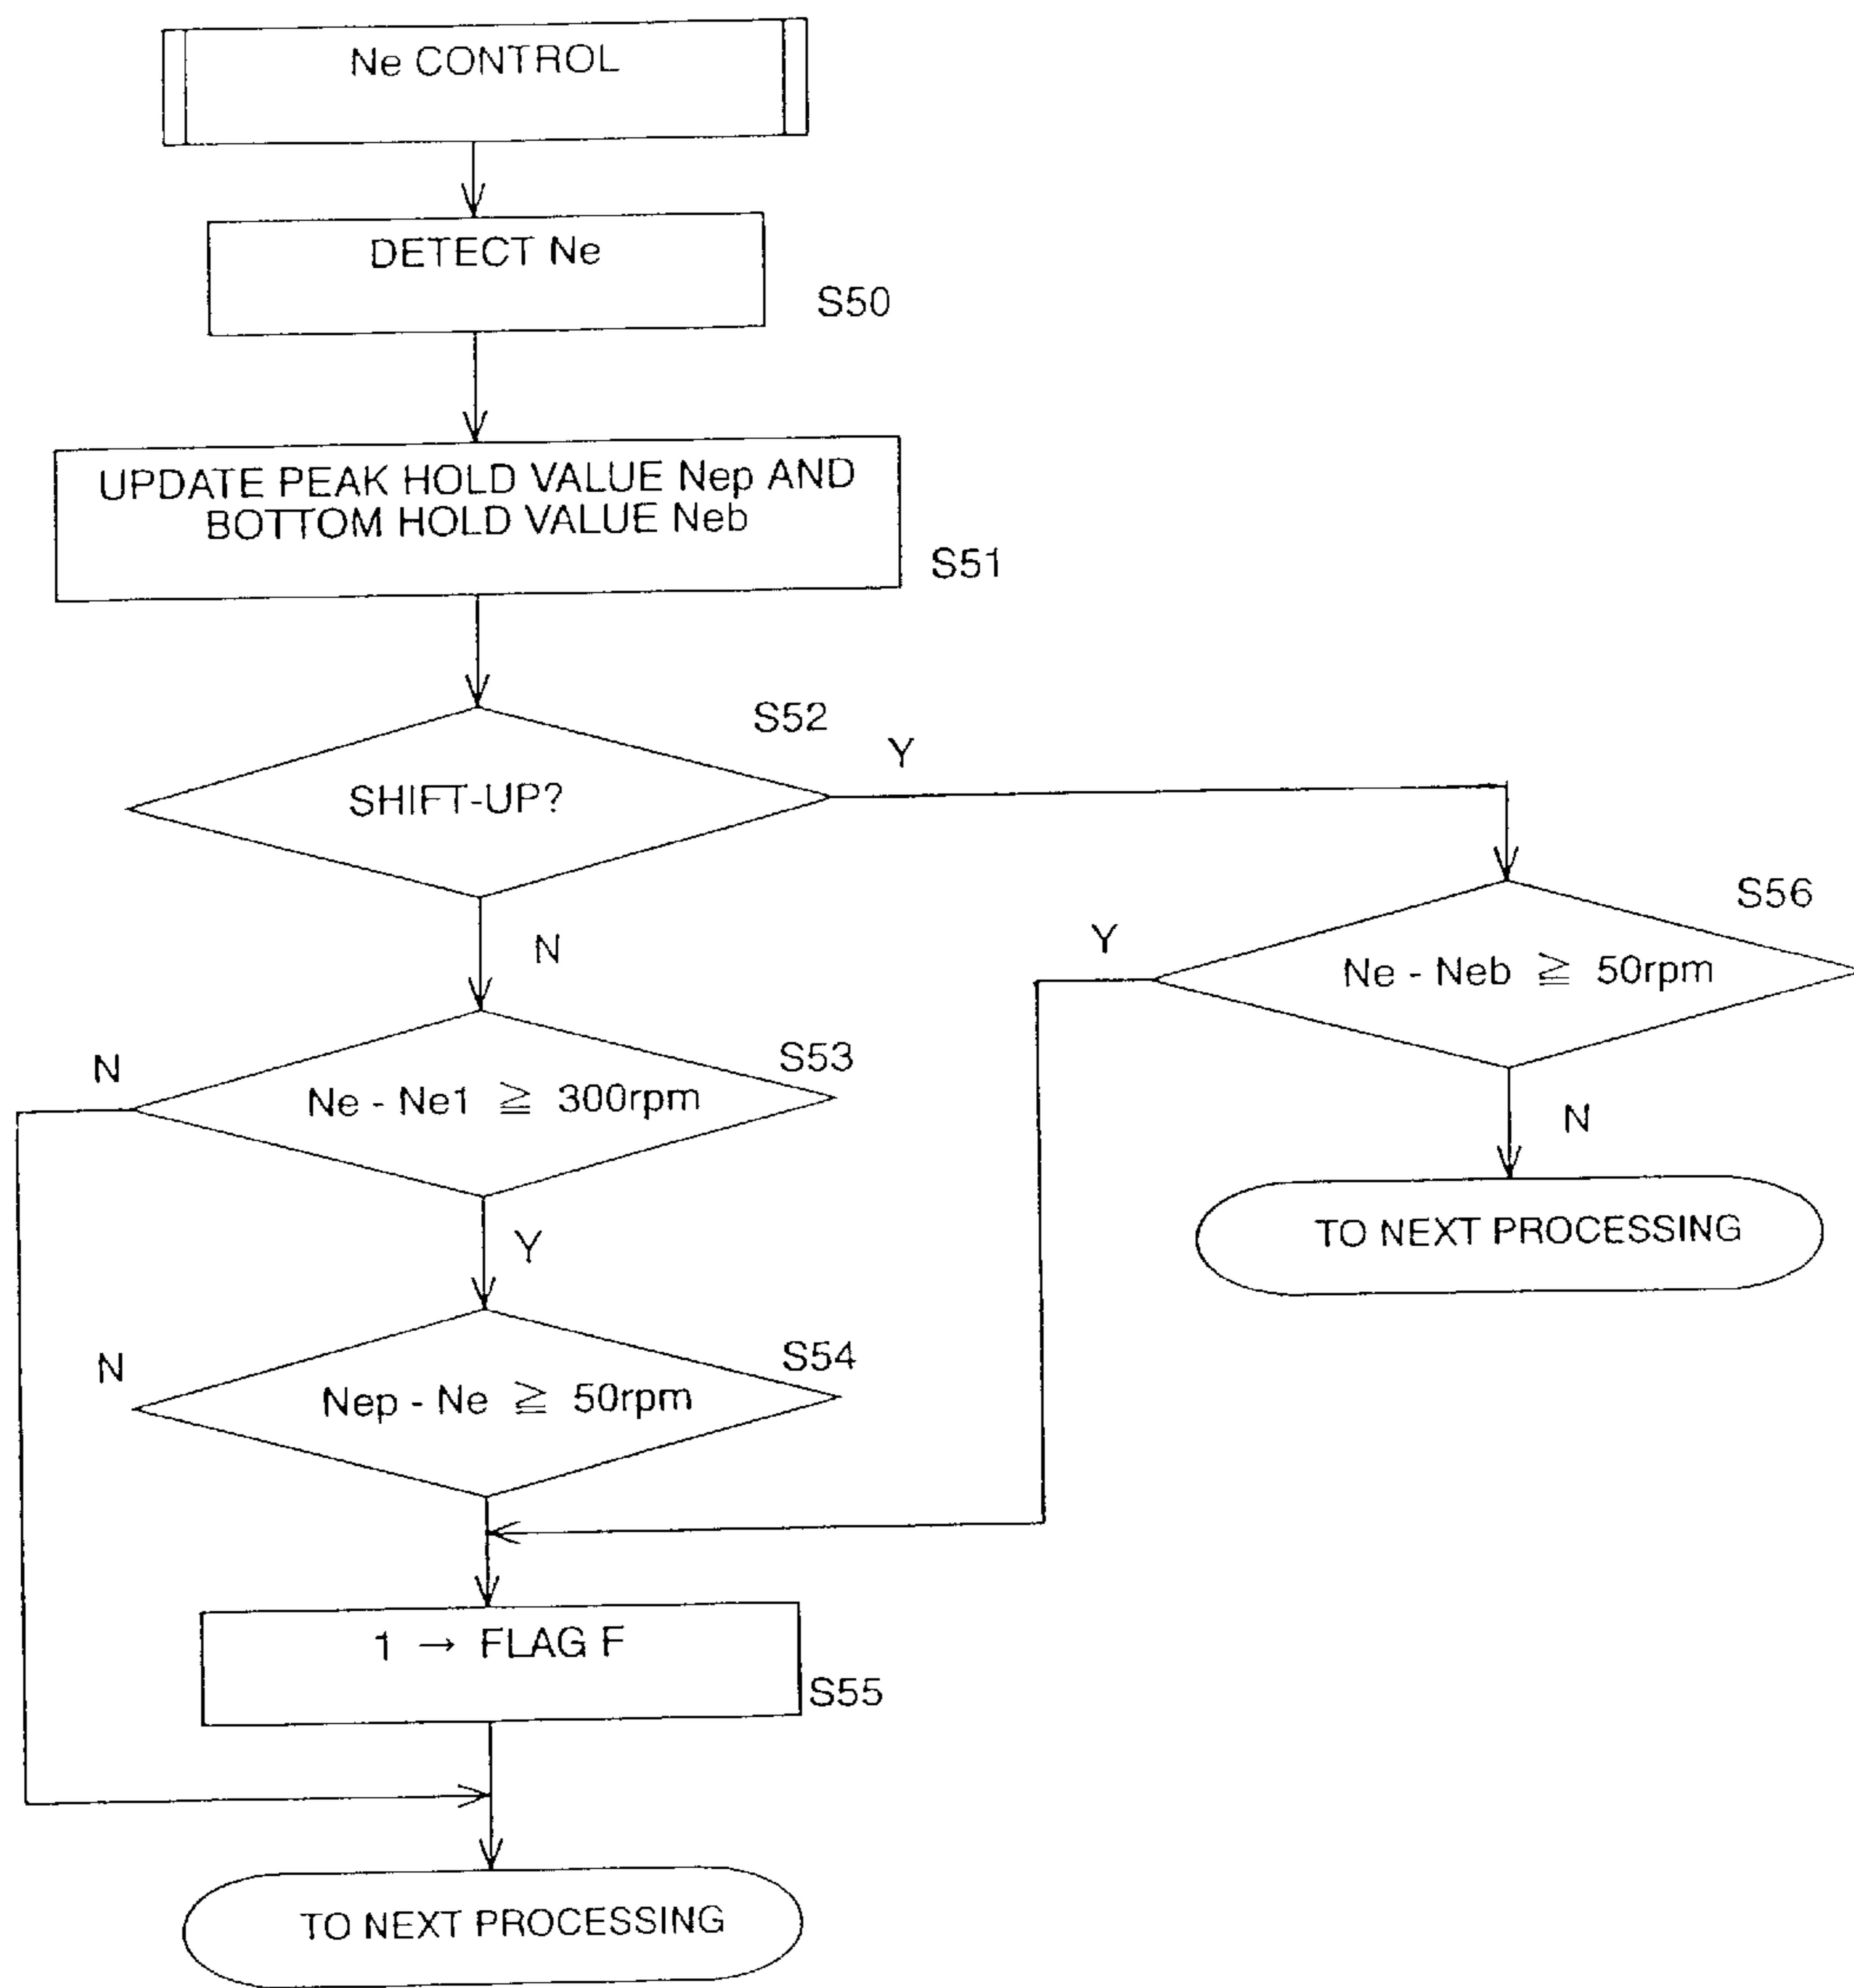 Ne CONTROL
DETECT Ne
S50
UPDATE PEAK HOLD VALUE Nep AND
BOTTOM HOLD VALUE Neb
S51
S52
SHIFT-UP?
Y
N
S56
Ne - Neb ≧ 50rpm
Y
N
TO NEXT PROCESSING
S53
Ne - Ne1 ≧ 300rpm
N
Y
S54
Nep - Ne ≧ 50rpm
N
1 → FLAG F
S55
TO NEXT PROCESSING